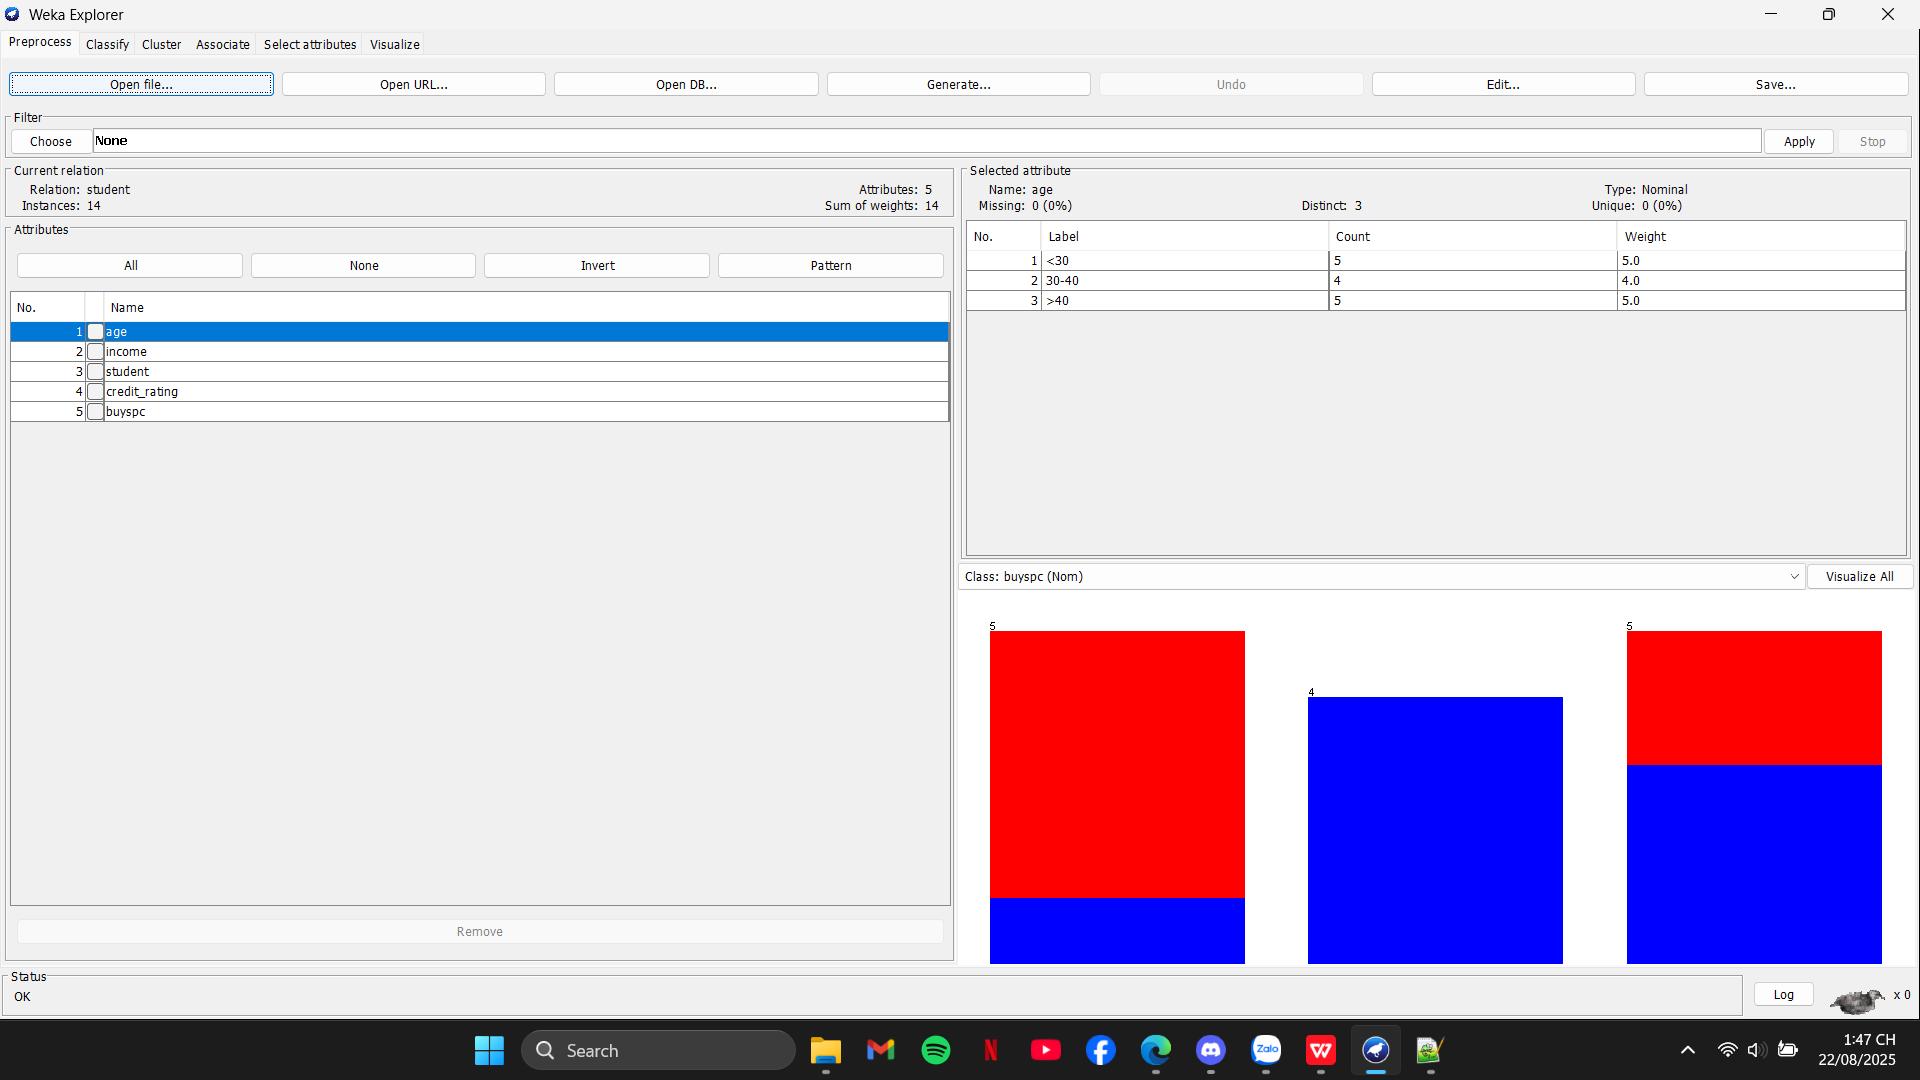 Weka Explorer
Preprocess Classify Cluster Associate Select attributes Visualize
Open file... Open URL... Open DB... Generate... Undo Edit... Save...
Filter
Choose None Apply Stop
Current relation
Relation: student Attributes: 5
Instances: 14 Sum of weights: 14
Attributes
All None Invert Pattern
No. Name
1 age
2 income
3 student
4 credit_rating
5 buyspc
Remove
Selected attribute
Name: age Type: Nominal
Missing: 0 (0%) Distinct: 3 Unique: 0 (0%)
No. Label Count Weight
1 <30 5 5.0
2 30-40 4 4.0
3 >40 5 5.0
Class: buyspc (Nom) Visualize All
5
4
5
Status
OK
Log x 0
Search
Zalo
1:47 CH
22/08/2025